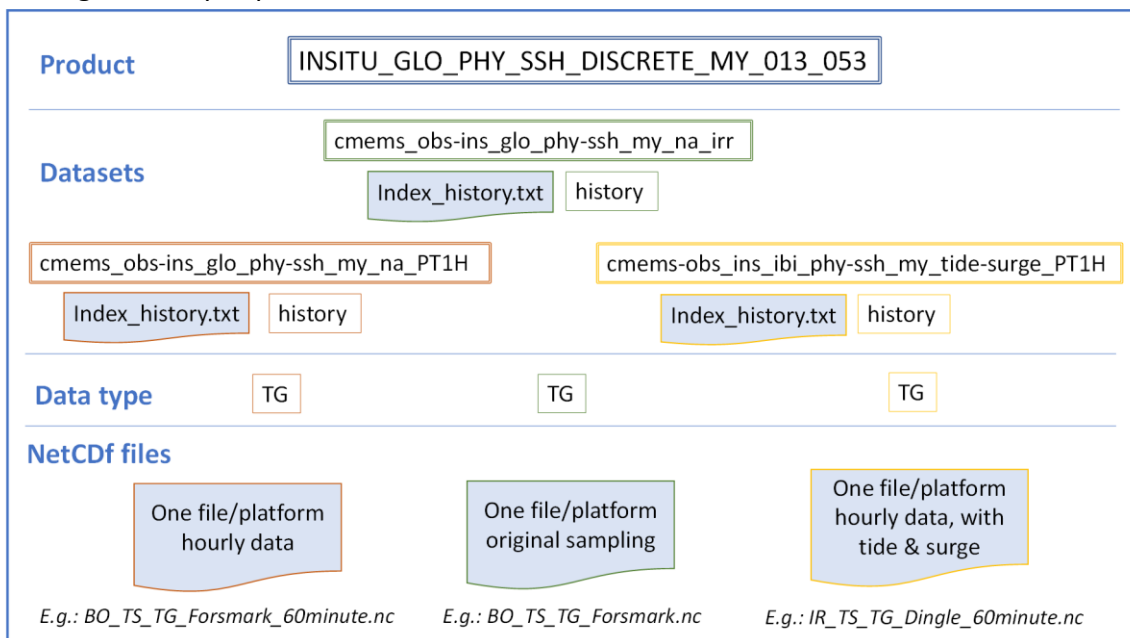 Product
INSITU_GLO_PHY_SSH_DISCRETE_MY_013_053
cmems_obs-ins_glo_phy-ssh_my_na_irr
Datasets
Index_history.txt
history
cmems_obs-ins_glo_phy-ssh_my_na_PT1H
cmems-obs_ins_ibi_phy-ssh_my_tide-surge_PT1H
Index_history.txt
history
Index_history.txt
history
Data type
TG
TG
TG
NetCDf files
One file/platform
hourly data
One file/platform
original sampling
One file/platform
hourly data, with
tide & surge
E.g.: BO_TS_TG_Forsmark_60minute.nc
E.g.: BO_TS_TG_Forsmark.nc
E.g.: IR_TS_TG_Dingle_60minute.nc